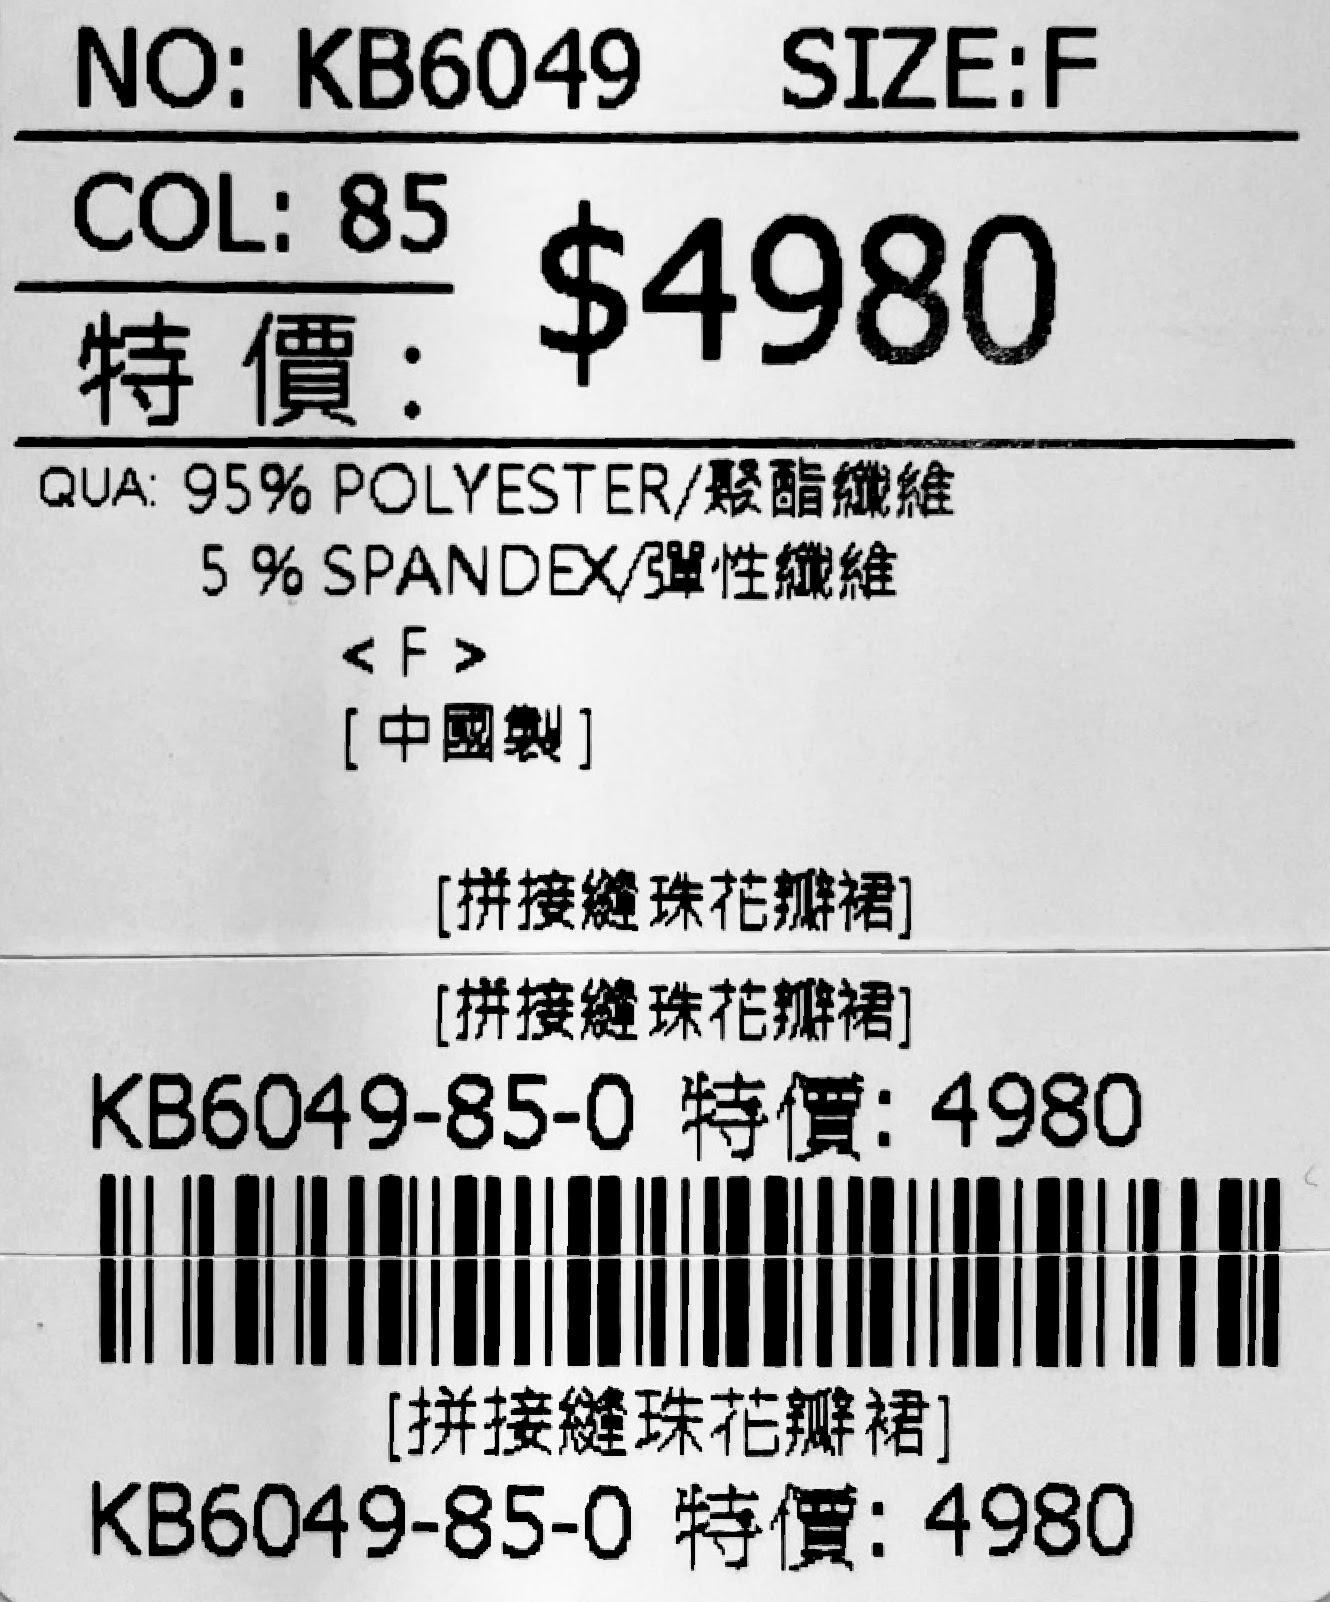 NO: KB6049 SIZE:F
COL: 85
$4980
特價:
QUA: 95% POLYESTER/聚酯纖維
5 % SPANDEX/彈性纖維
< F >
[中國製]
[拼接縫珠花瓣裙]
[拼接縫珠花瓣裙]
KB6049-85-0 特價: 4980
[拼接縫珠花瓣裙]
KB6049-85-0 特價: 4980